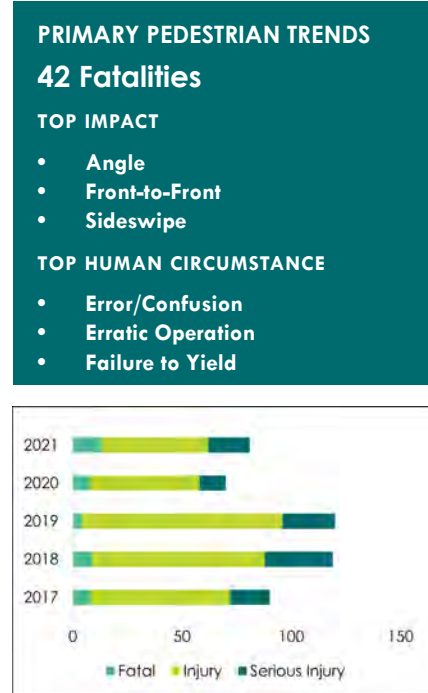 PRIMARY PEDESTRIAN TRENDS
42 Fatalities
TOP IMPACT
• Angle
• Front-to-Front
• Sideswipe
TOP HUMAN CIRCUMSTANCE
• Error/Confusion
• Erratic Operation
• Failure to Yield
2021
2020
2019
2018
2017
0 50 100 150
Fatal Injury Serious Injury